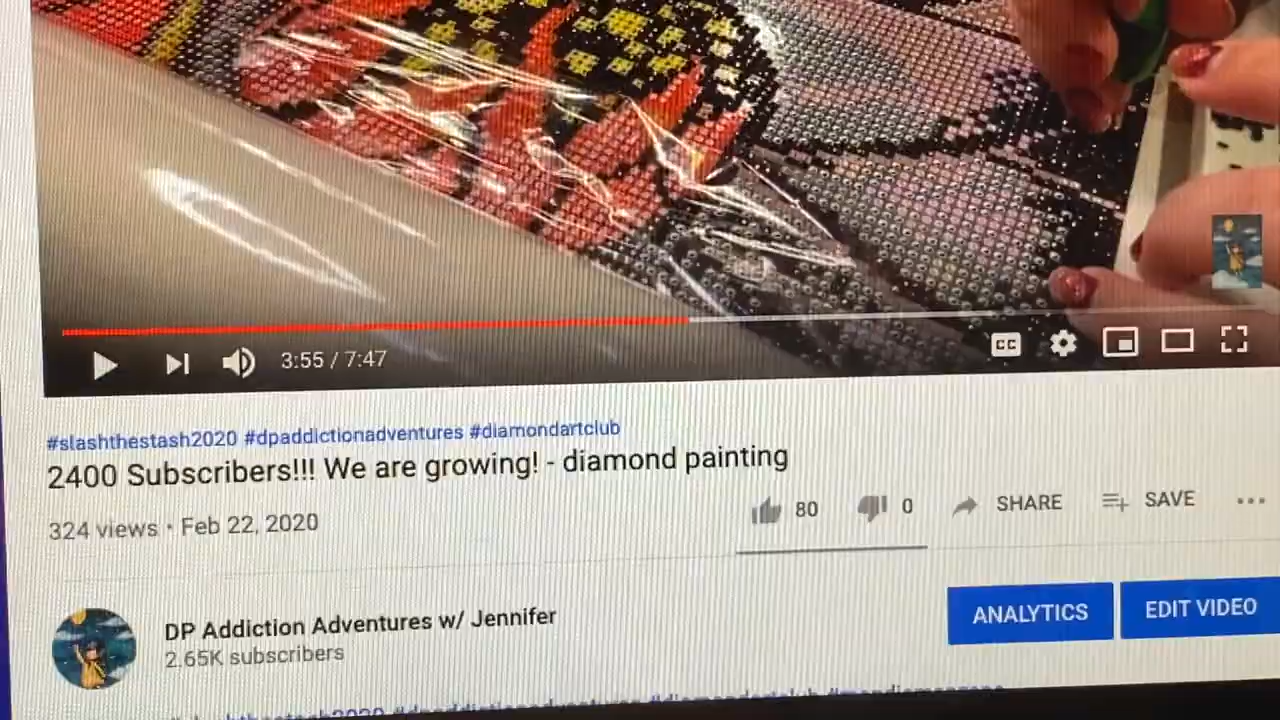 3:55 / 7:47
CC
#slashthestash2020 #dpaddictionadventures #diamondartclub
2400 Subscribers!!! We are growing! - diamond painting
324 views • Feb 22, 2020
80 0 SHARE SAVE
DP Addiction Adventures w/ Jennifer
2.65K subscribers
ANALYTICS EDIT VIDEO